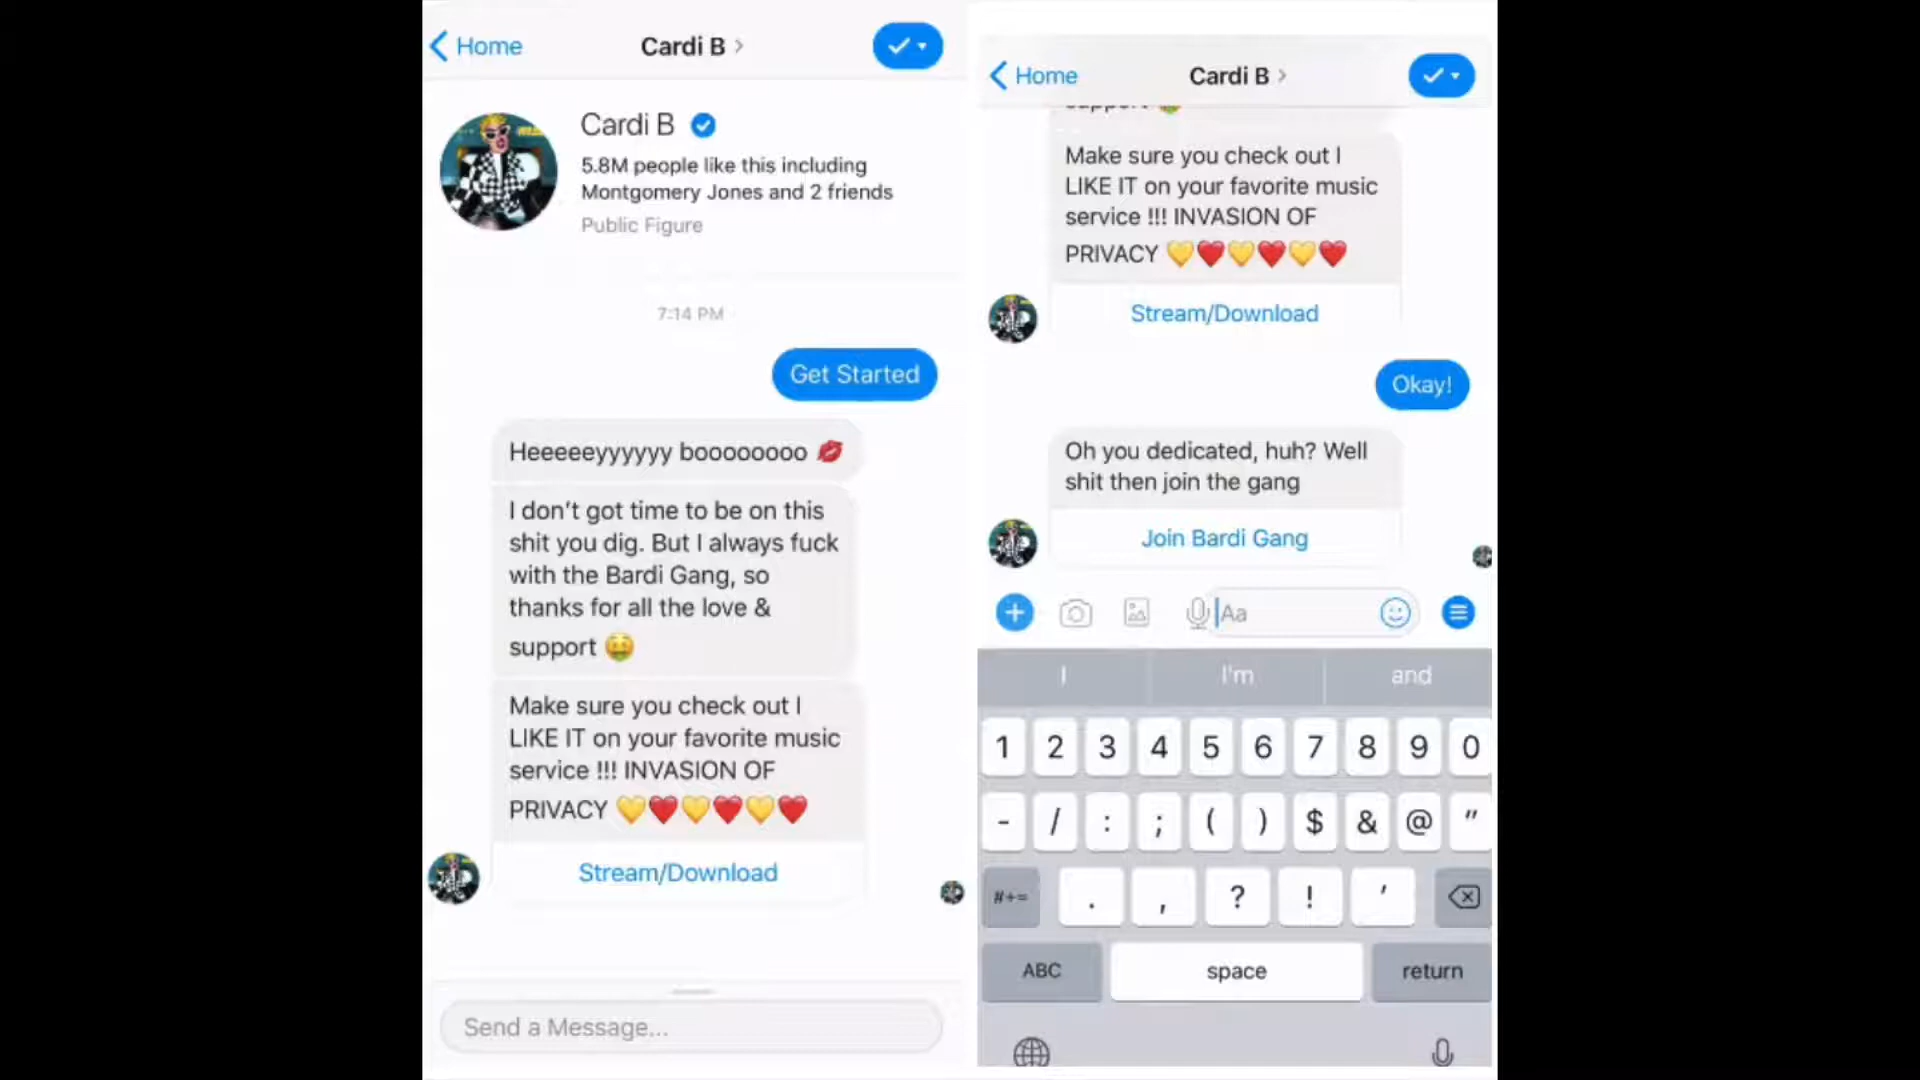 Home
Cardi B
Cardi B
5.8M people like this including
Montgomery Jones and 2 friends
Public Figure
7:14 PM
Get Started
Heeeeeyyyyyy booooooooo 💋
I don’t got time to be on this
shit you dig. But I always fuck
with the Bardi Gang, so
thanks for all the love &
support 🤑
Make sure you check out I
LIKE IT on your favorite music
service !!! INVASION OF
PRIVACY 💛❤️💛❤️💛❤️
Stream/Download
Send a Message...
Home
Cardi B
support 🤑
Make sure you check out I
LIKE IT on your favorite music
service !!! INVASION OF
PRIVACY 💛❤️💛❤️💛❤️
Stream/Download
Okay!
Oh you dedicated, huh? Well
shit then join the gang
Join Bardi Gang
Aa
I I'm and
1 2 3 4 5 6 7 8 9 0
- / : ; ( ) $ & @ "
#+= . , ? ! '
ABC space return